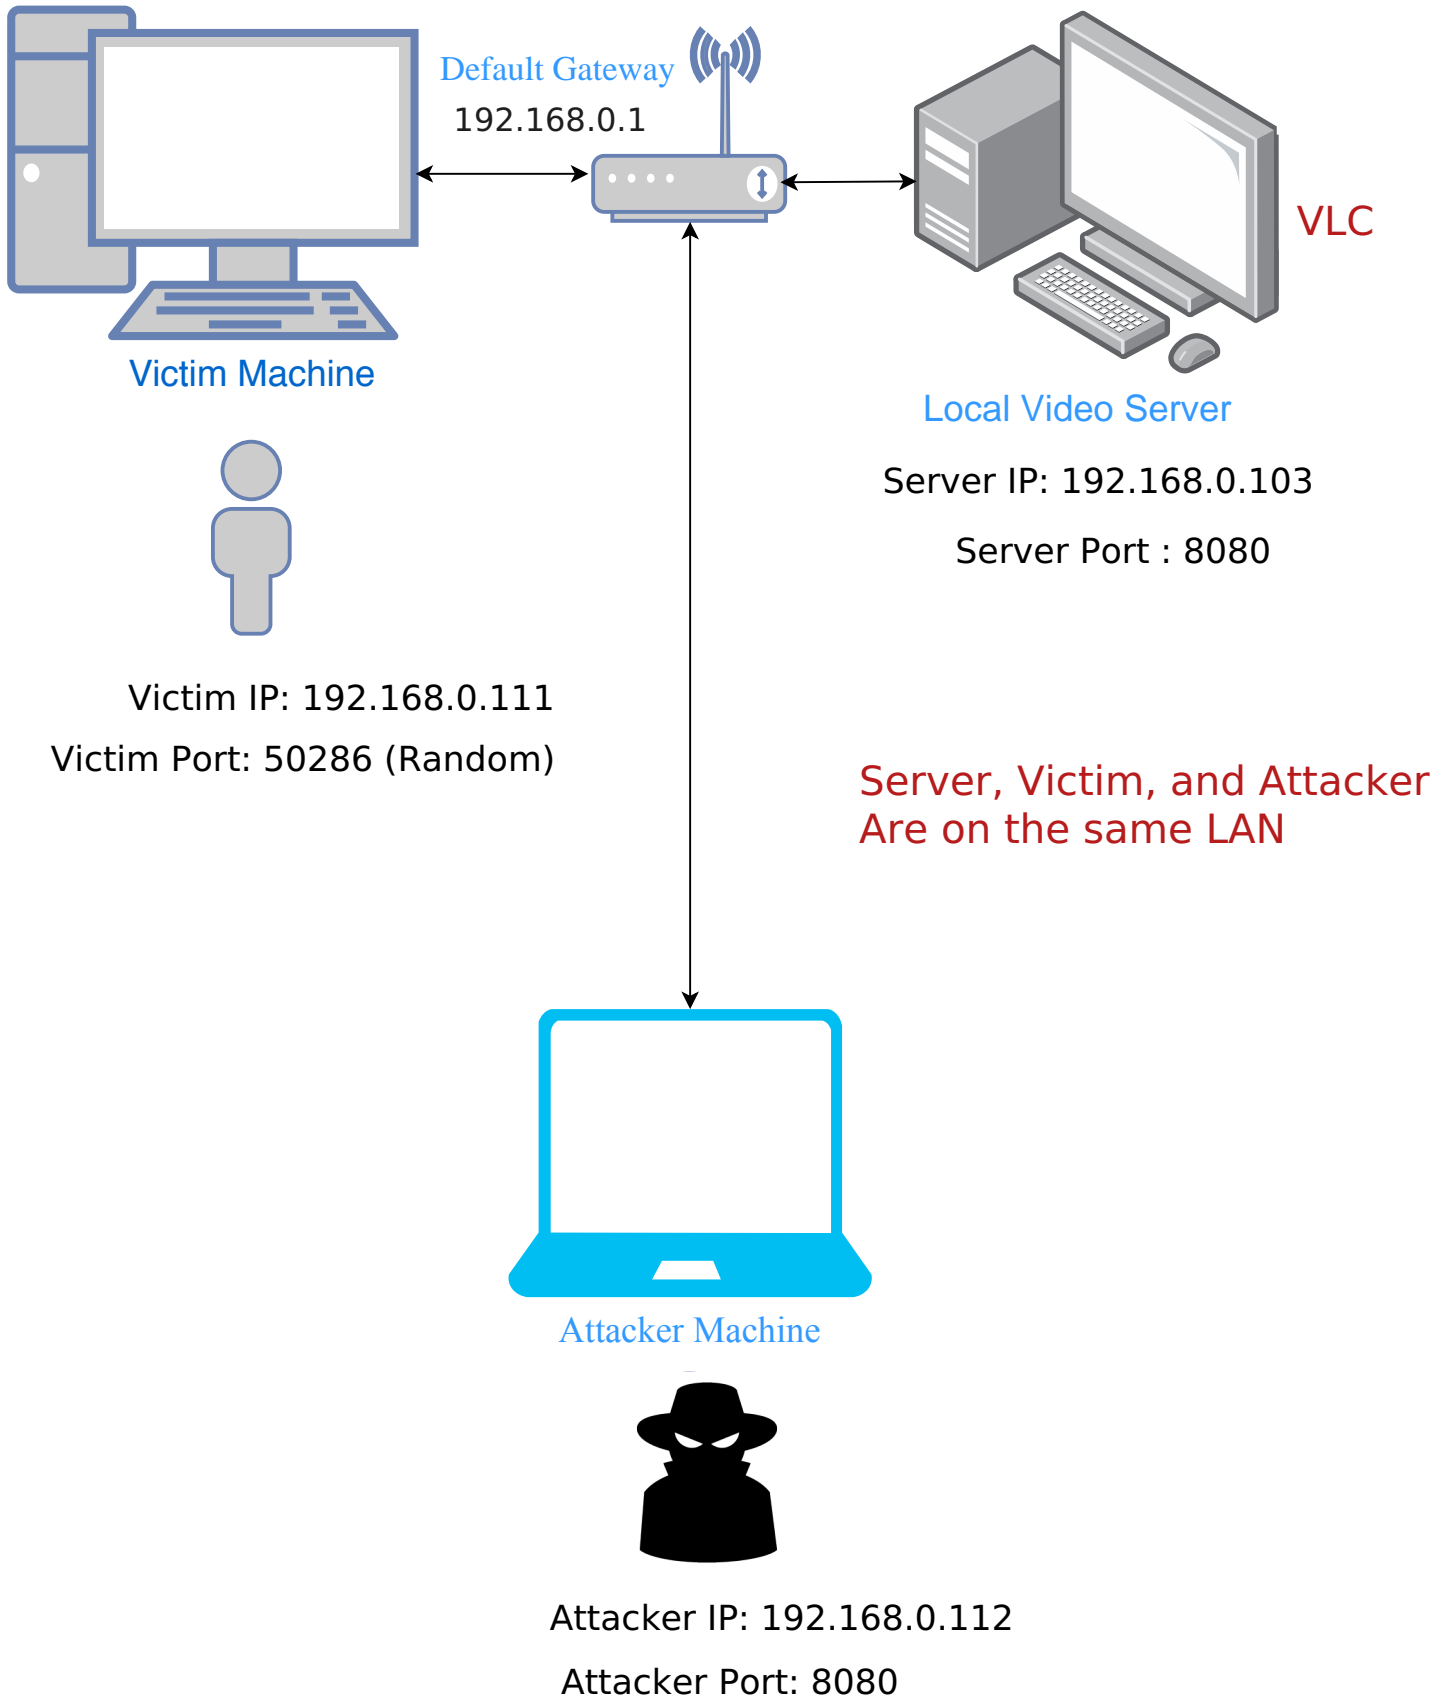 Default Gateway
192.168.0.1
VLC
Victim Machine
Local Video Server
Server IP: 192.168.0.103
Server Port : 8080
Victim IP: 192.168.0.111
Victim Port: 50286 (Random)
Server, Victim, and Attacker
Are on the same LAN
Attacker Machine
Attacker IP: 192.168.0.112
Attacker Port: 8080